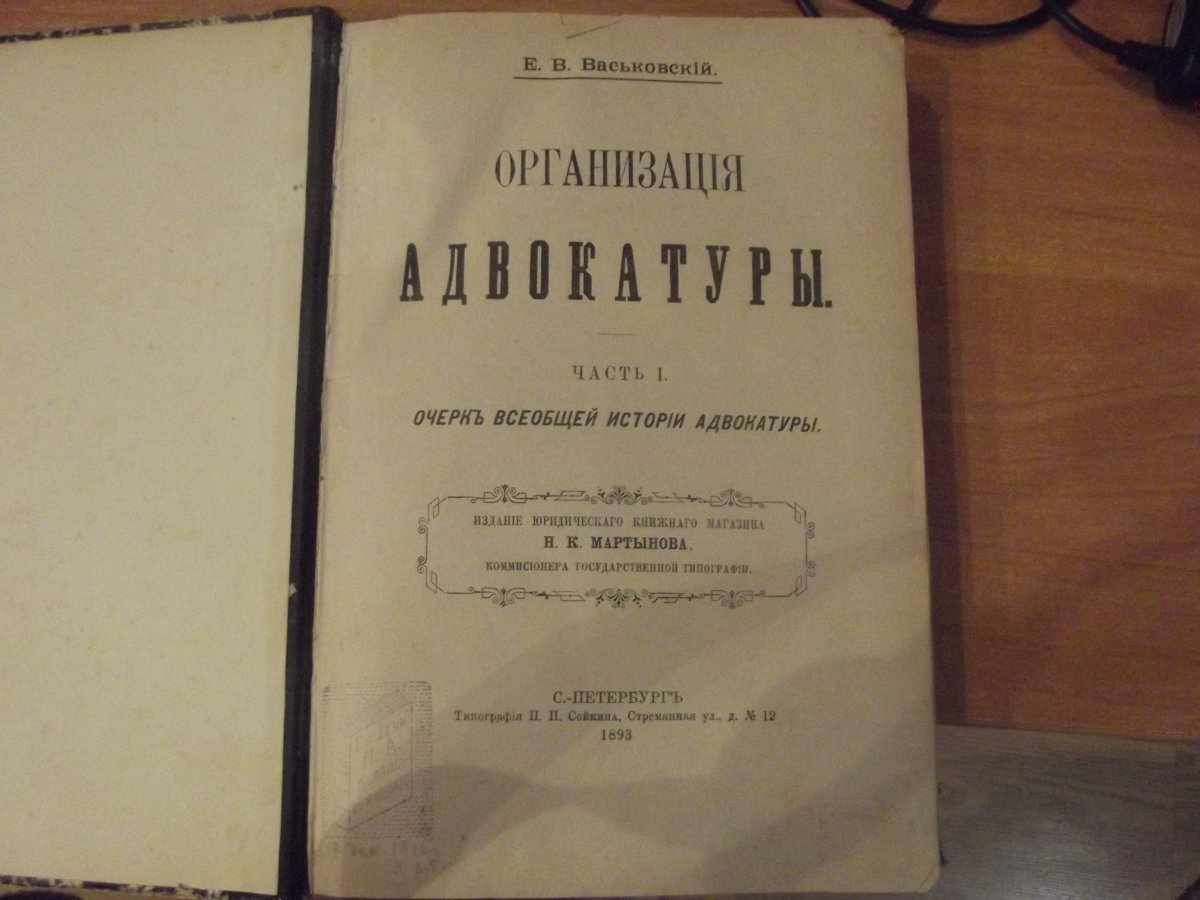 Е. В. Васьковскій.
ОРГАНИЗАЦІЯ
АДВОКАТУРЫ.
ЧАСТЬ I.
ОЧЕРКЪ ВСЕОБЩЕЙ ИСТОРІИ АДВОКАТУРЫ.
ИЗДАНІЕ ЮРИДИЧЕСКАГО КНИЖНАГО МАГАЗИНА
Н. К. МАРТЫНОВА,
КОММИСІОНЕРА ГОСУДАРСТВЕННОЙ ТИПОГРАФІИ.
С.-ПЕТЕРБУРГЪ
Типографія П. П. Сойкина, Стремянная ул., д. № 12
1893